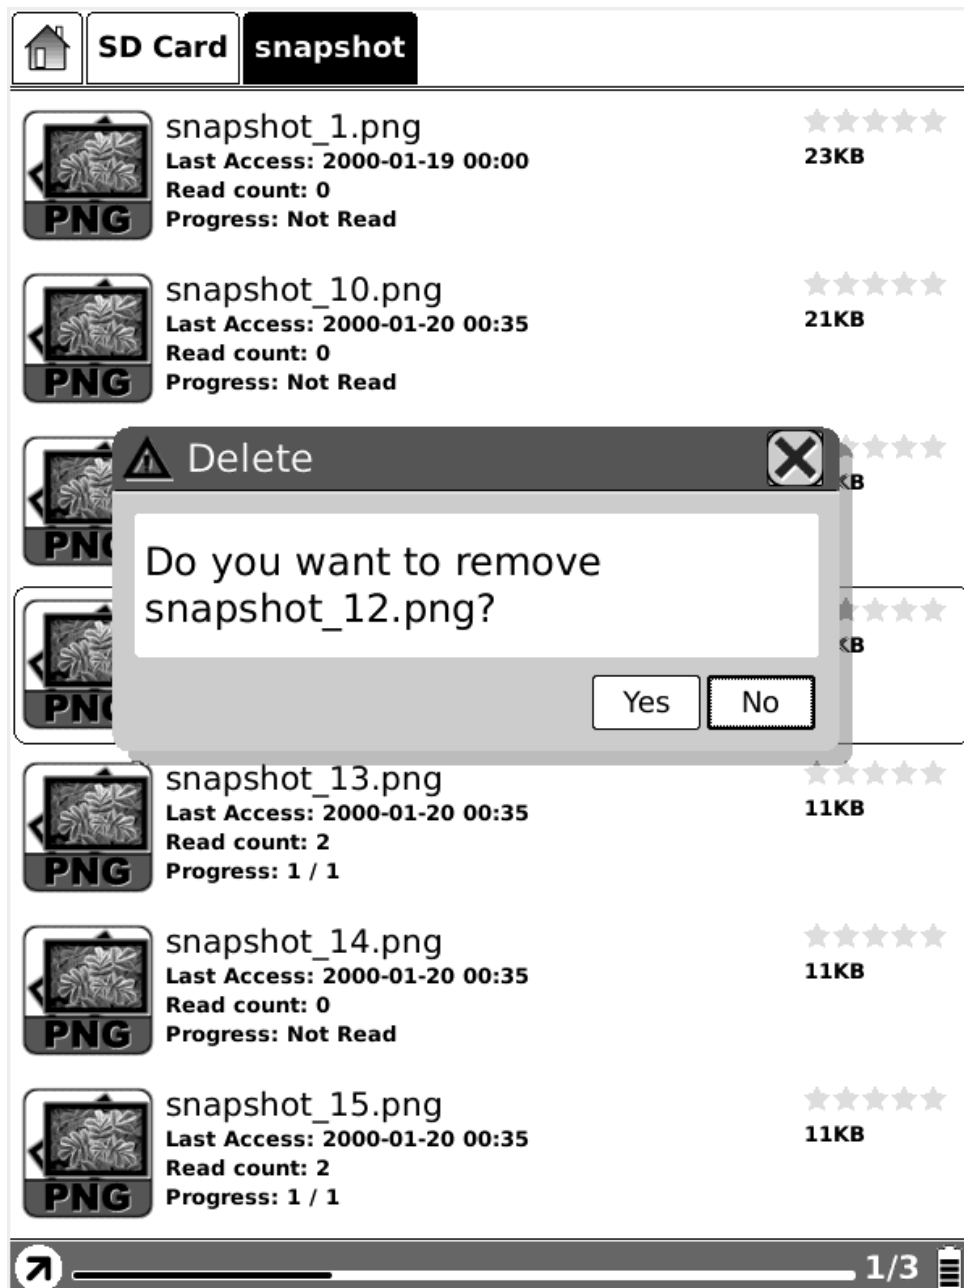 SD Card snapshot
snapshot_1.png
Last Access: 2000-01-19 00:00
Read count: 0
Progress: Not Read
23KB
PNG
snapshot_10.png
Last Access: 2000-01-20 00:35
Read count: 0
Progress: Not Read
21KB
PNG
Delete
Do you want to remove
snapshot_12.png?
Yes No
snapshot_13.png
Last Access: 2000-01-20 00:35
Read count: 2
Progress: 1 / 1
11KB
PNG
snapshot_14.png
Last Access: 2000-01-20 00:35
Read count: 0
Progress: Not Read
11KB
PNG
snapshot_15.png
Last Access: 2000-01-20 00:35
Read count: 2
Progress: 1 / 1
11KB
PNG
1/3